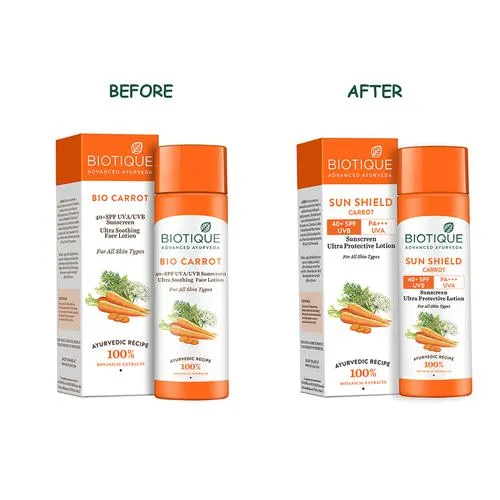 BEFORE
BIOTIQUE
ADVANCED AYURVEDA
BIO CARROT
40+SPF UVA/UVB
Sunscreen
Ultra Soothing
Face Lotion
For All Skin Types
AYURVEDIC RECIPE
100%
BOTANICAL EXTRACTS
BIOTIQUE
ADVANCED AYURVEDA
BIO CARROT
40+SPF UVA/UVB Sunscreen
Ultra Soothing Face Lotion
For All Skin Types
AYURVEDIC RECIPE
100%
BOTANICAL EXTRACTS
AFTER
BIOTIQUE
ADVANCED AYURVEDA
SUN SHIELD
CARROT
40+ SPF PA+++
UVB UVA
Sunscreen
Ultra Protective Lotion
For All Skin Types
AYURVEDIC RECIPE
100%
BOTANICAL EXTRACTS
BIOTIQUE
ADVANCED AYURVEDA
SUN SHIELD
CARROT
40+ SPF PA+++
UVB UVA
Sunscreen
Ultra Protective Lotion
For All Skin Types
AYURVEDIC RECIPE
100%
BOTANICAL EXTRACTS